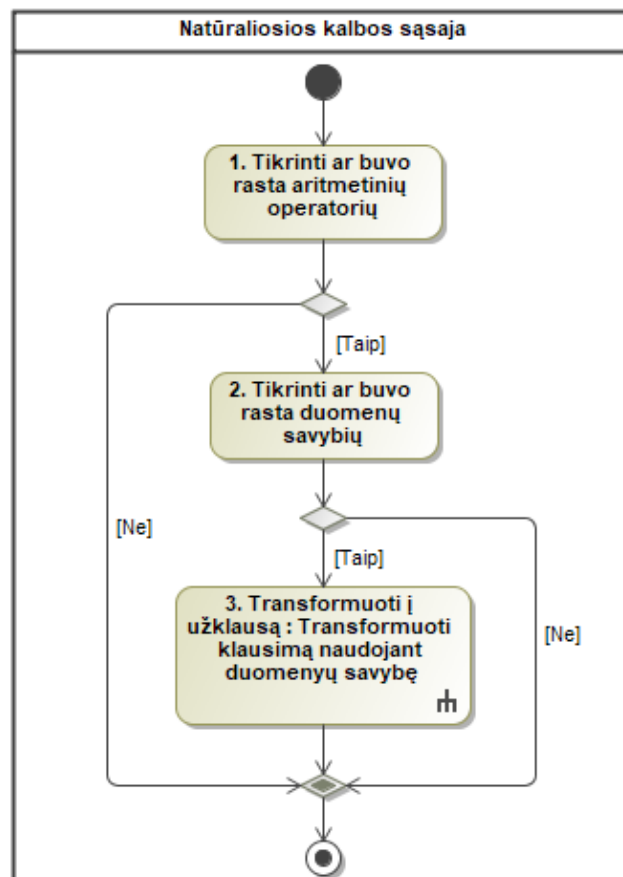 Natūraliosios kalbos sąsaja
1. Tikrinti ar buvo
rasta aritmetinių
operatorių
[Taip]
2. Tikrinti ar buvo
rasta duomenų
savybių
[Ne]
[Taip]
3. Transformuoti į
užklausą : Transformuoti
klausimą naudojant
duomenyų savybę
[Ne]